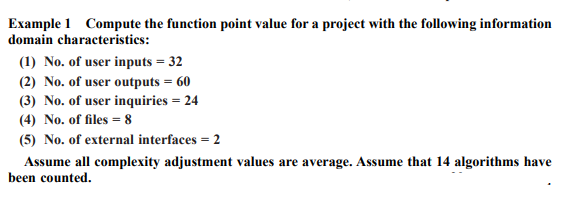 Example 1 Compute the function point value for a project with the following information
domain characteristics:
(1) No. of user inputs = 32
(2) No. of user outputs = 60
(3) No. of user inquiries = 24
(4) No. of files = 8
(5) No. of external interfaces = 2
Assume all complexity adjustment values are average. Assume that 14 algorithms have
been counted.